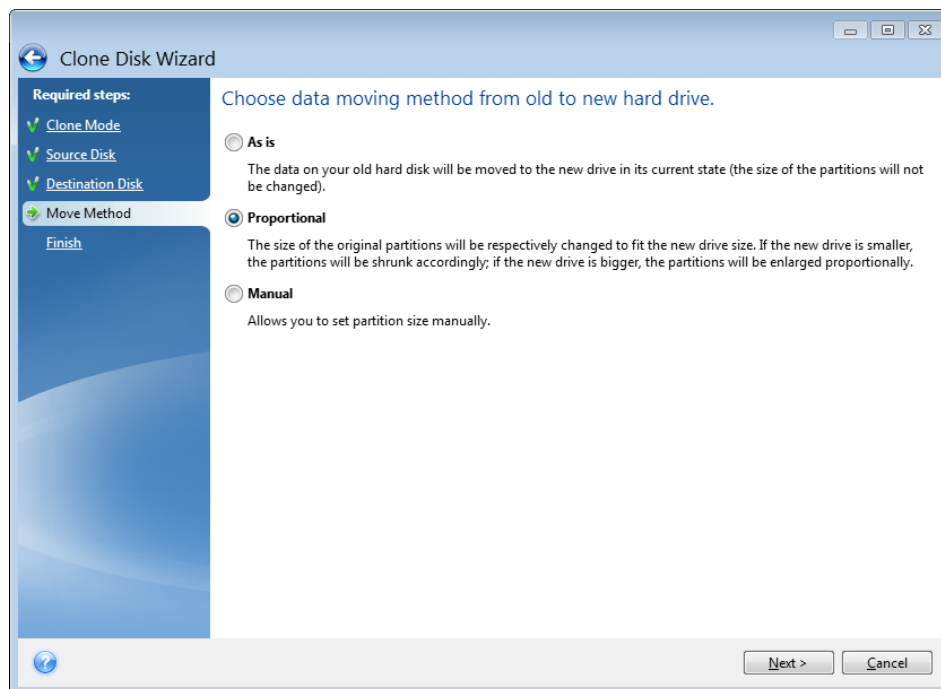 Clone Disk Wizard
Required steps:
Clone Mode
Source Disk
Destination Disk
Move Method
Finish
Choose data moving method from old to new hard drive.
As is
The data on your old hard disk will be moved to the new drive in its current state (the size of the partitions will not
be changed).
Proportional
The size of the original partitions will be respectively changed to fit the new drive size. If the new drive is smaller,
the partitions will be shrunk accordingly; if the new drive is bigger, the partitions will be enlarged proportionally.
Manual
Allows you to set partition size manually.
?
Next >
Cancel